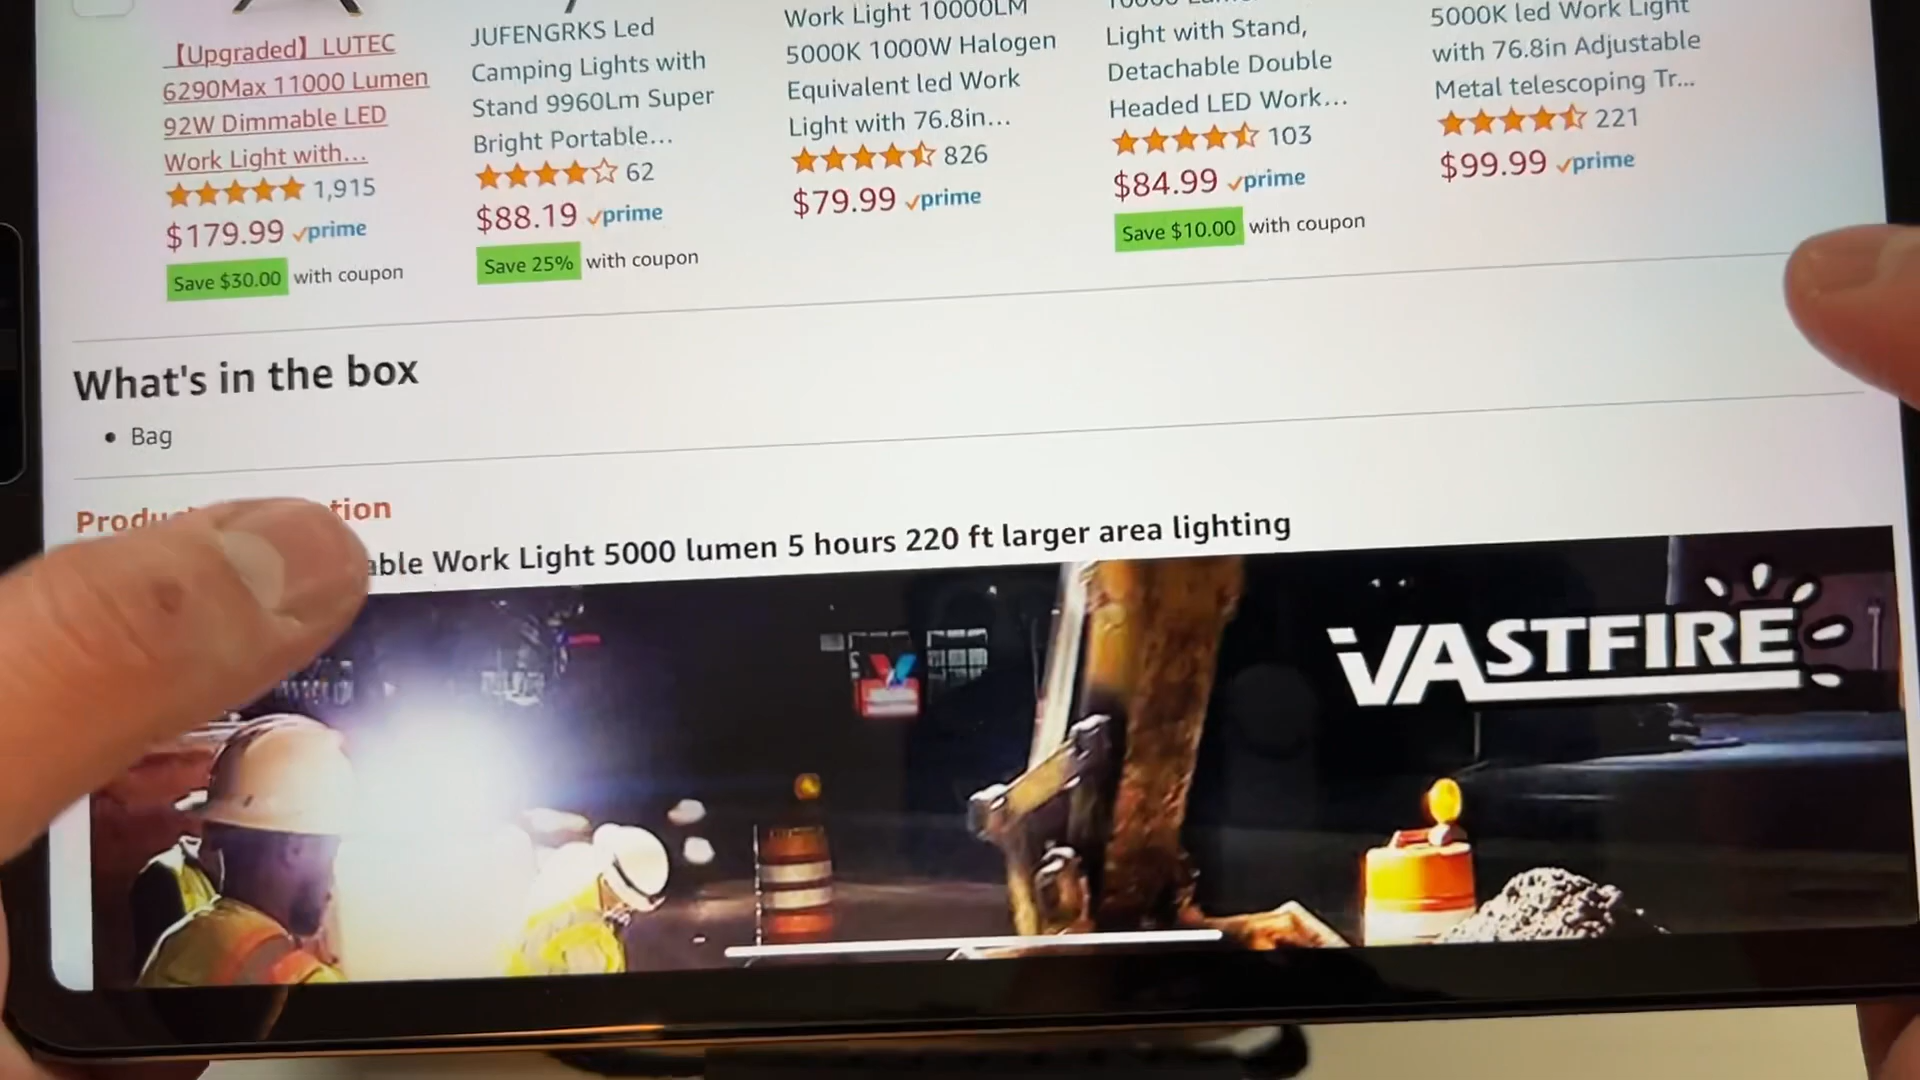 【Upgraded】 LUTEC
6290Max 11000 Lumen
92W Dimmable LED
Work Light with...
1,915
$179.99 prime
Save $30.00 with coupon
JUFENGRKS Led
Camping Lights with
Stand 9960Lm Super
Bright Portable...
62
$88.19 prime
Save 25% with coupon
Work Light 10000LM
5000K 1000W Halogen
Equivalent led Work
Light with 76.8in...
826
$79.99 prime
Light with Stand,
Detachable Double
Headed LED Work...
103
$84.99 prime
Save $10.00 with coupon
5000K led Work Light
with 76.8in Adjustable
Metal telescoping Tr...
221
$99.99 prime
What's in the box
• Bag
Work Light 5000 lumen 5 hours 220 ft larger area lighting
VASTFIRE